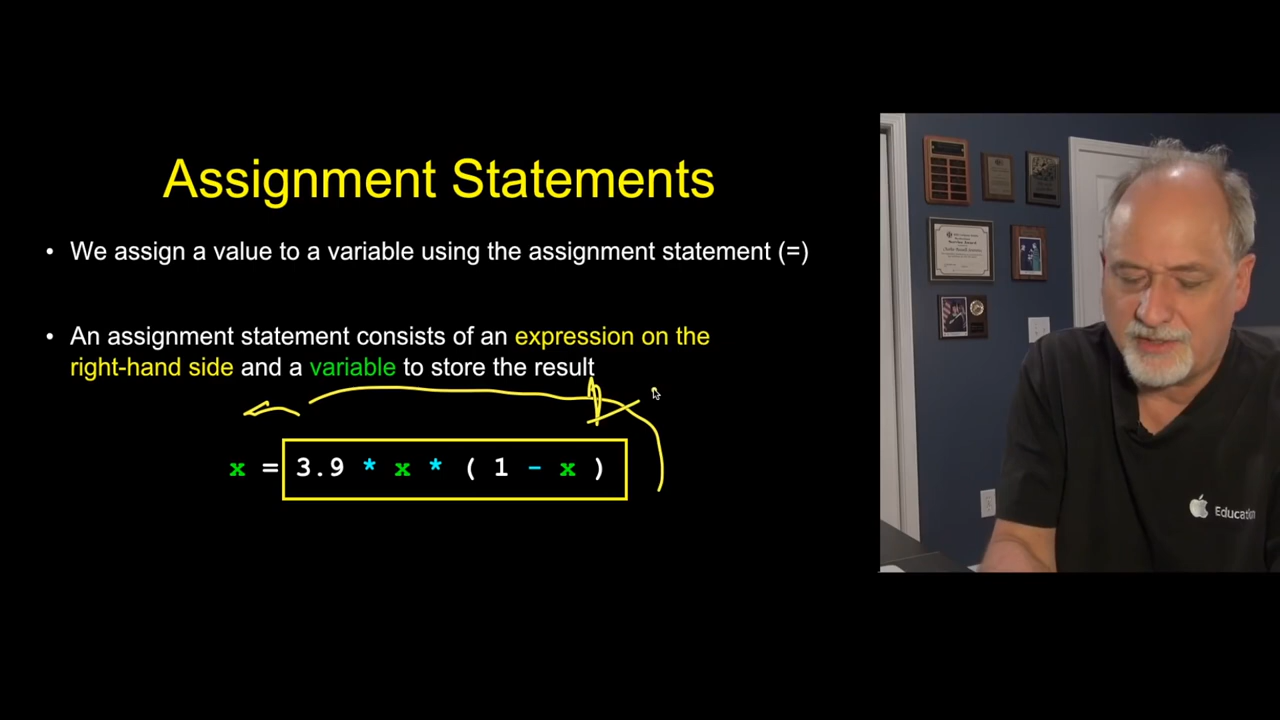 Assignment Statements
• We assign a value to a variable using the assignment statement (=)
• An assignment statement consists of an expression on the
right-hand side and a variable to store the result
x = 3.9 * x * ( 1 - x )
Education